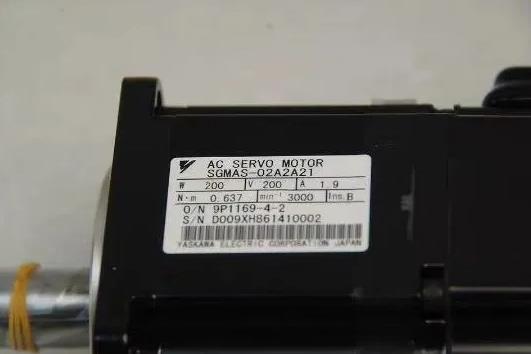 AC SERVO MOTOR
SGMAS-02A2A21
W 200 V 200 A 1.9
N·m 0.637 min⁻¹ 3000 Ins.B
O/N 9P1169-4-2
S/N D009XH861410002
YASKAWA ELECTRIC CORPORATION JAPAN